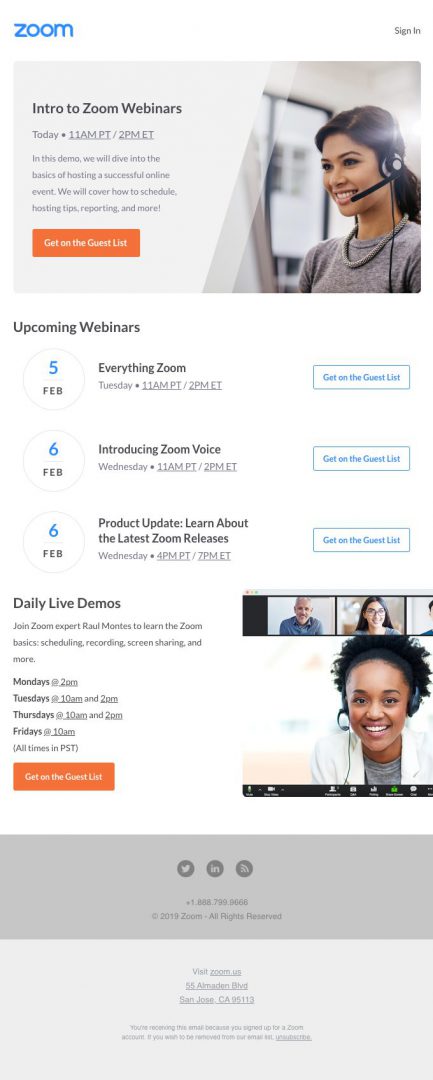 zoom
Sign In
Intro to Zoom Webinars
Today • 11AM PT / 2PM ET
In this demo, we will dive into the
basics of hosting a successful online
event. We will cover how to schedule,
hosting tips, reporting, and more!
Get on the Guest List
Upcoming Webinars
5
FEB
Everything Zoom
Tuesday • 11AM PT / 2PM ET
Get on the Guest List
6
FEB
Introducing Zoom Voice
Wednesday • 11AM PT / 2PM ET
Get on the Guest List
6
FEB
Product Update: Learn About
the Latest Zoom Releases
Wednesday • 4PM PT / 7PM ET
Get on the Guest List
Daily Live Demos
Join Zoom expert Raul Montes to learn the Zoom
basics: scheduling, recording, screen sharing, and
more.
Mondays @ 2pm
Tuesdays @ 10am and 2pm
Thursdays @ 10am and 2pm
Fridays @ 10am
(All times in PST)
Get on the Guest List
Mute Stop Video Participants Q&A Polling Share Screen Chat
in
+1.888.799.9666
© 2019 Zoom - All Rights Reserved
Visit zoom.us
55 Almaden Blvd
San Jose, CA 95113
You're receiving this email because you signed up for a Zoom
account. If you wish to be removed from our email list, unsubscribe.